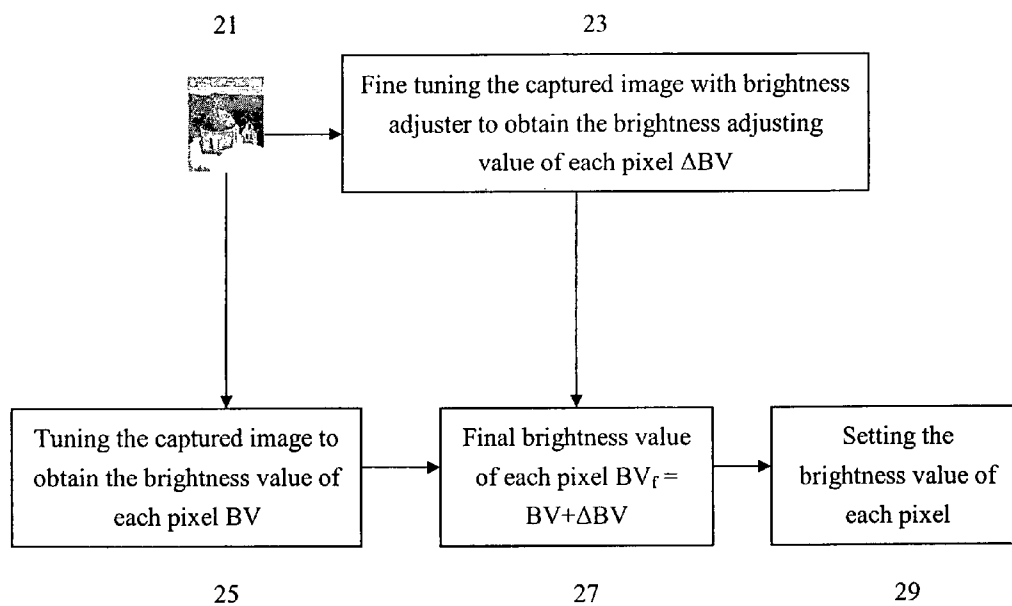 21
23
Fine tuning the captured image with brightness
adjuster to obtain the brightness adjusting
value of each pixel ΔBV
Tuning the captured image to
obtain the brightness value of
each pixel BV
Final brightness value
of each pixel BVf =
BV+ΔBV
Setting the
brightness value of
each pixel
25
27
29